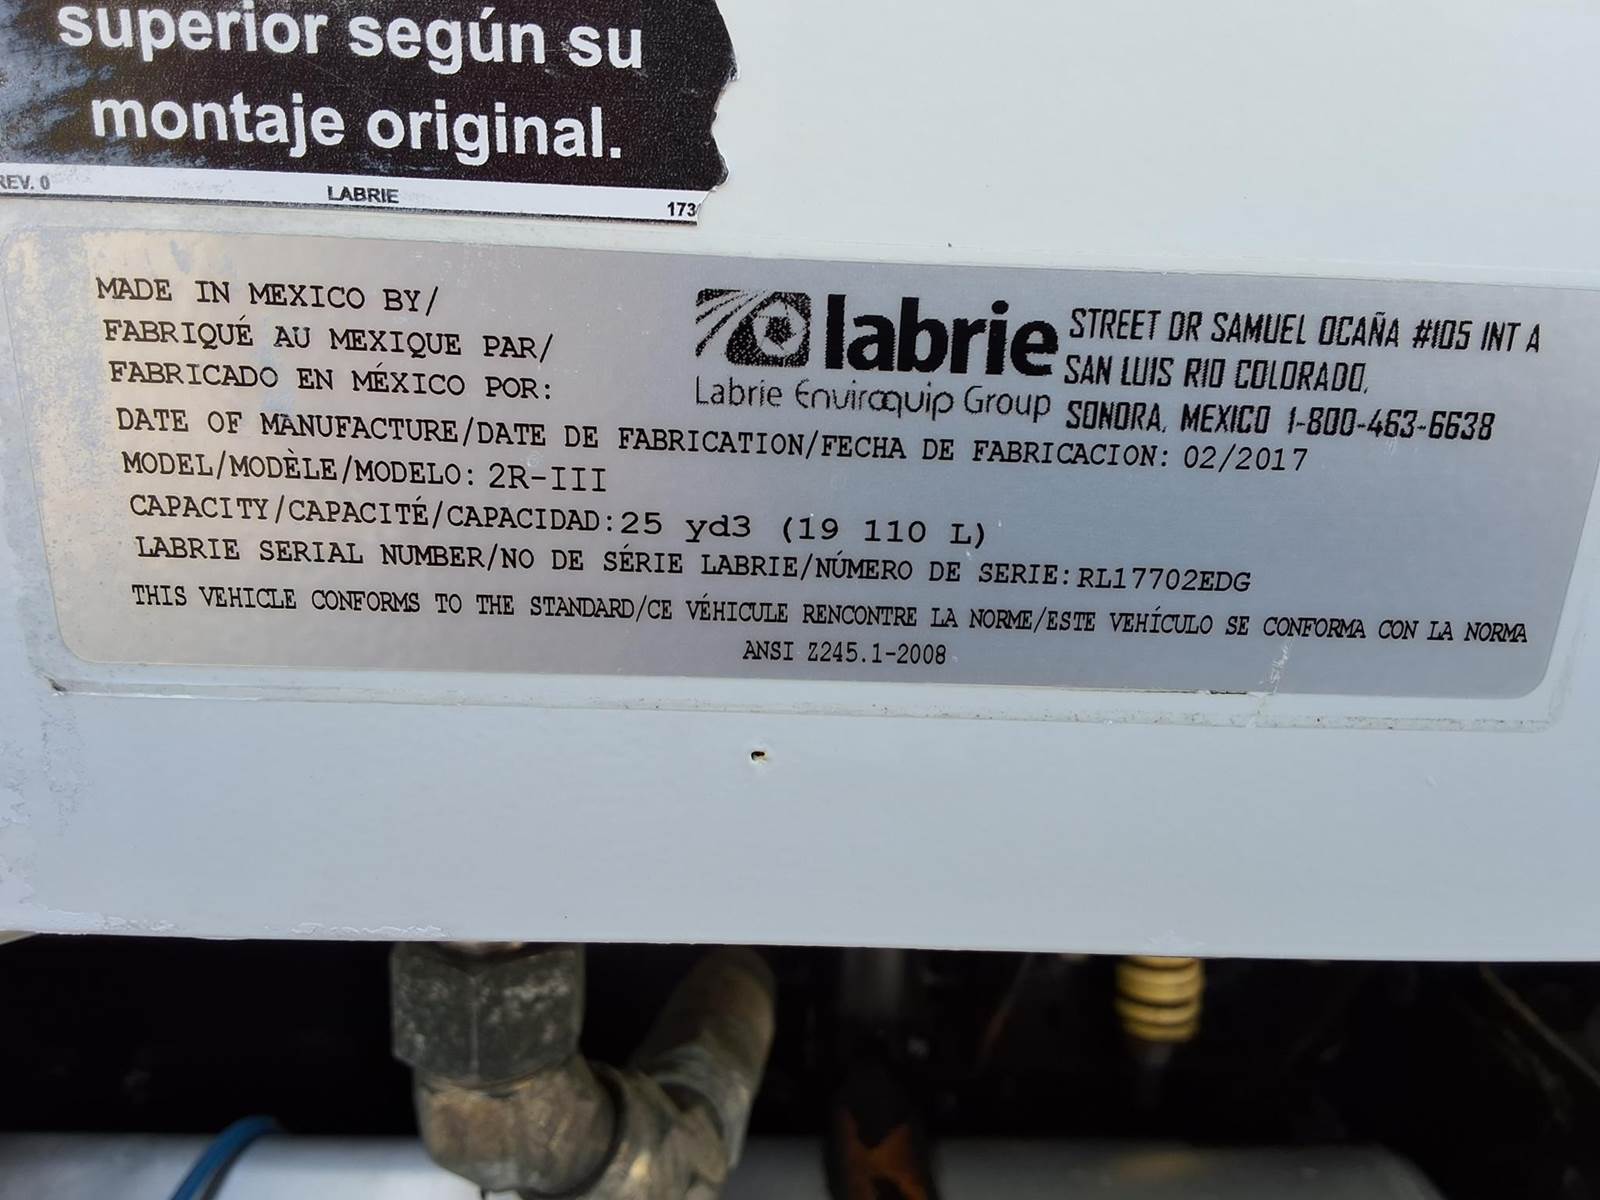 superior según su
montaje original.
REV. 0 LABRIE 173
MADE IN MEXICO BY/
FABRIQUÉ AU MEXIQUE PAR/
FABRICADO EN MÉXICO POR:
labrie
Labrie Enviroquip Group
STREET DR SAMUEL OCAÑA #105 INT A
SAN LUIS RIO COLORADO,
SONORA, MEXICO 1-800-463-6638
DATE OF MANUFACTURE/DATE DE FABRICATION/FECHA DE FABRICACION: 02/2017
MODEL/MODÈLE/MODELO: 2R-III
CAPACITY/CAPACITÉ/CAPACIDAD: 25 yd3 (19 110 L)
LABRIE SERIAL NUMBER/NO DE SÉRIE LABRIE/NÚMERO DE SERIE: RL17702EDG
THIS VEHICLE CONFORMS TO THE STANDARD/CE VÉHICULE RENCONTRE LA NORME/ESTE VEHÍCULO SE CONFORMA CON LA NORMA
ANSI Z245.1-2008